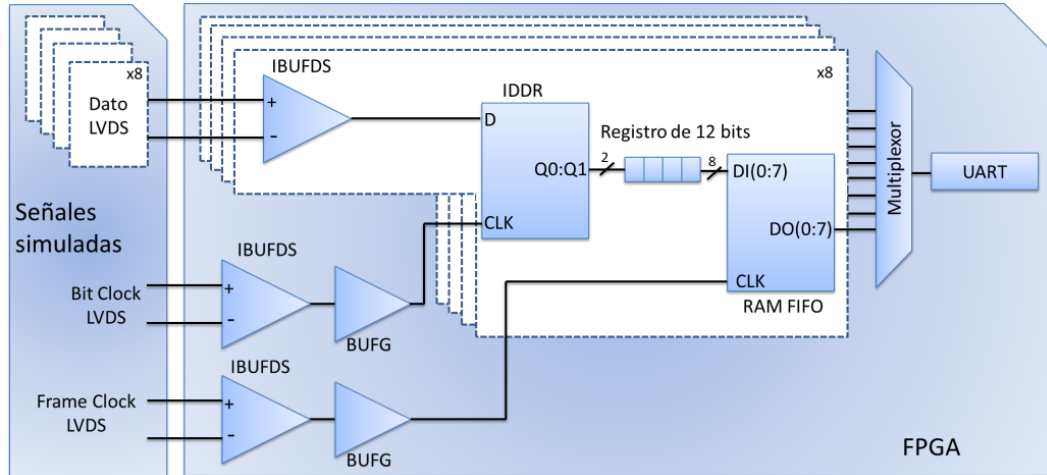 x8
Dato
LVDS
Señales
simuladas
Bit Clock
LVDS
Frame Clock
LVDS
IBUFDS
+
-
IDDR
D
Q0:Q1
CLK
2
Registro de 12 bits
8
DI(0:7)
DO(0:7)
CLK
RAM FIFO
x8
Multiplexor
UART
IBUFDS
+
-
BUFG
IBUFDS
+
-
BUFG
FPGA